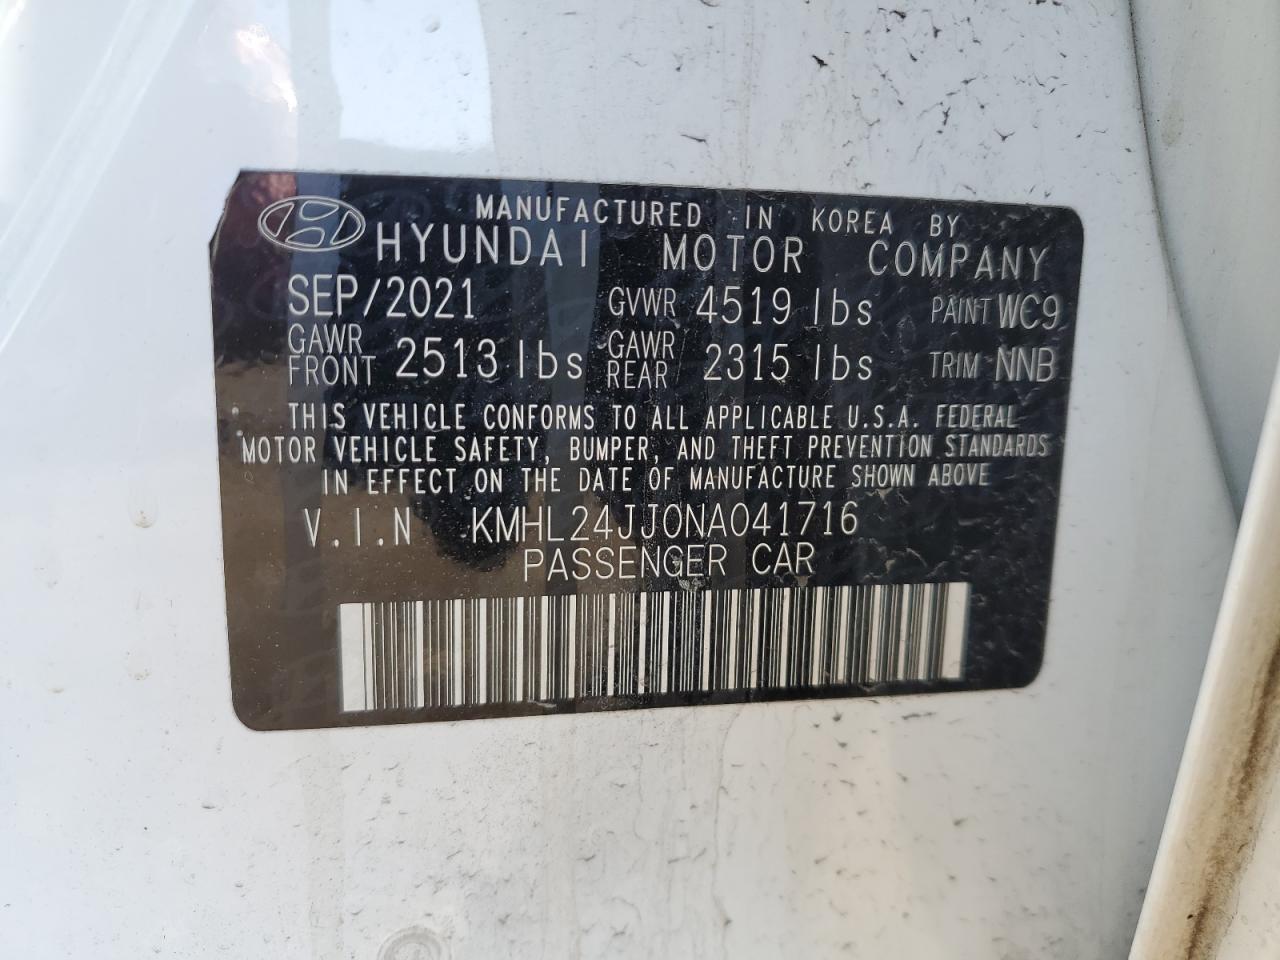 MANUFACTURED IN KOREA BY
HYUNDAI MOTOR COMPANY
SEP/2021 GVWR 4519 lbs PAINT WC9
GAWR FRONT 2513 lbs GAWR REAR 2315 lbs TRIM NNB
THIS VEHICLE CONFORMS TO ALL APPLICABLE U.S.A. FEDERAL
MOTOR VEHICLE SAFETY, BUMPER, AND THEFT PREVENTION STANDARDS
IN EFFECT ON THE DATE OF MANUFACTURE SHOWN ABOVE
V.I.N KMHL24JJ0NA041716
PASSENGER CAR